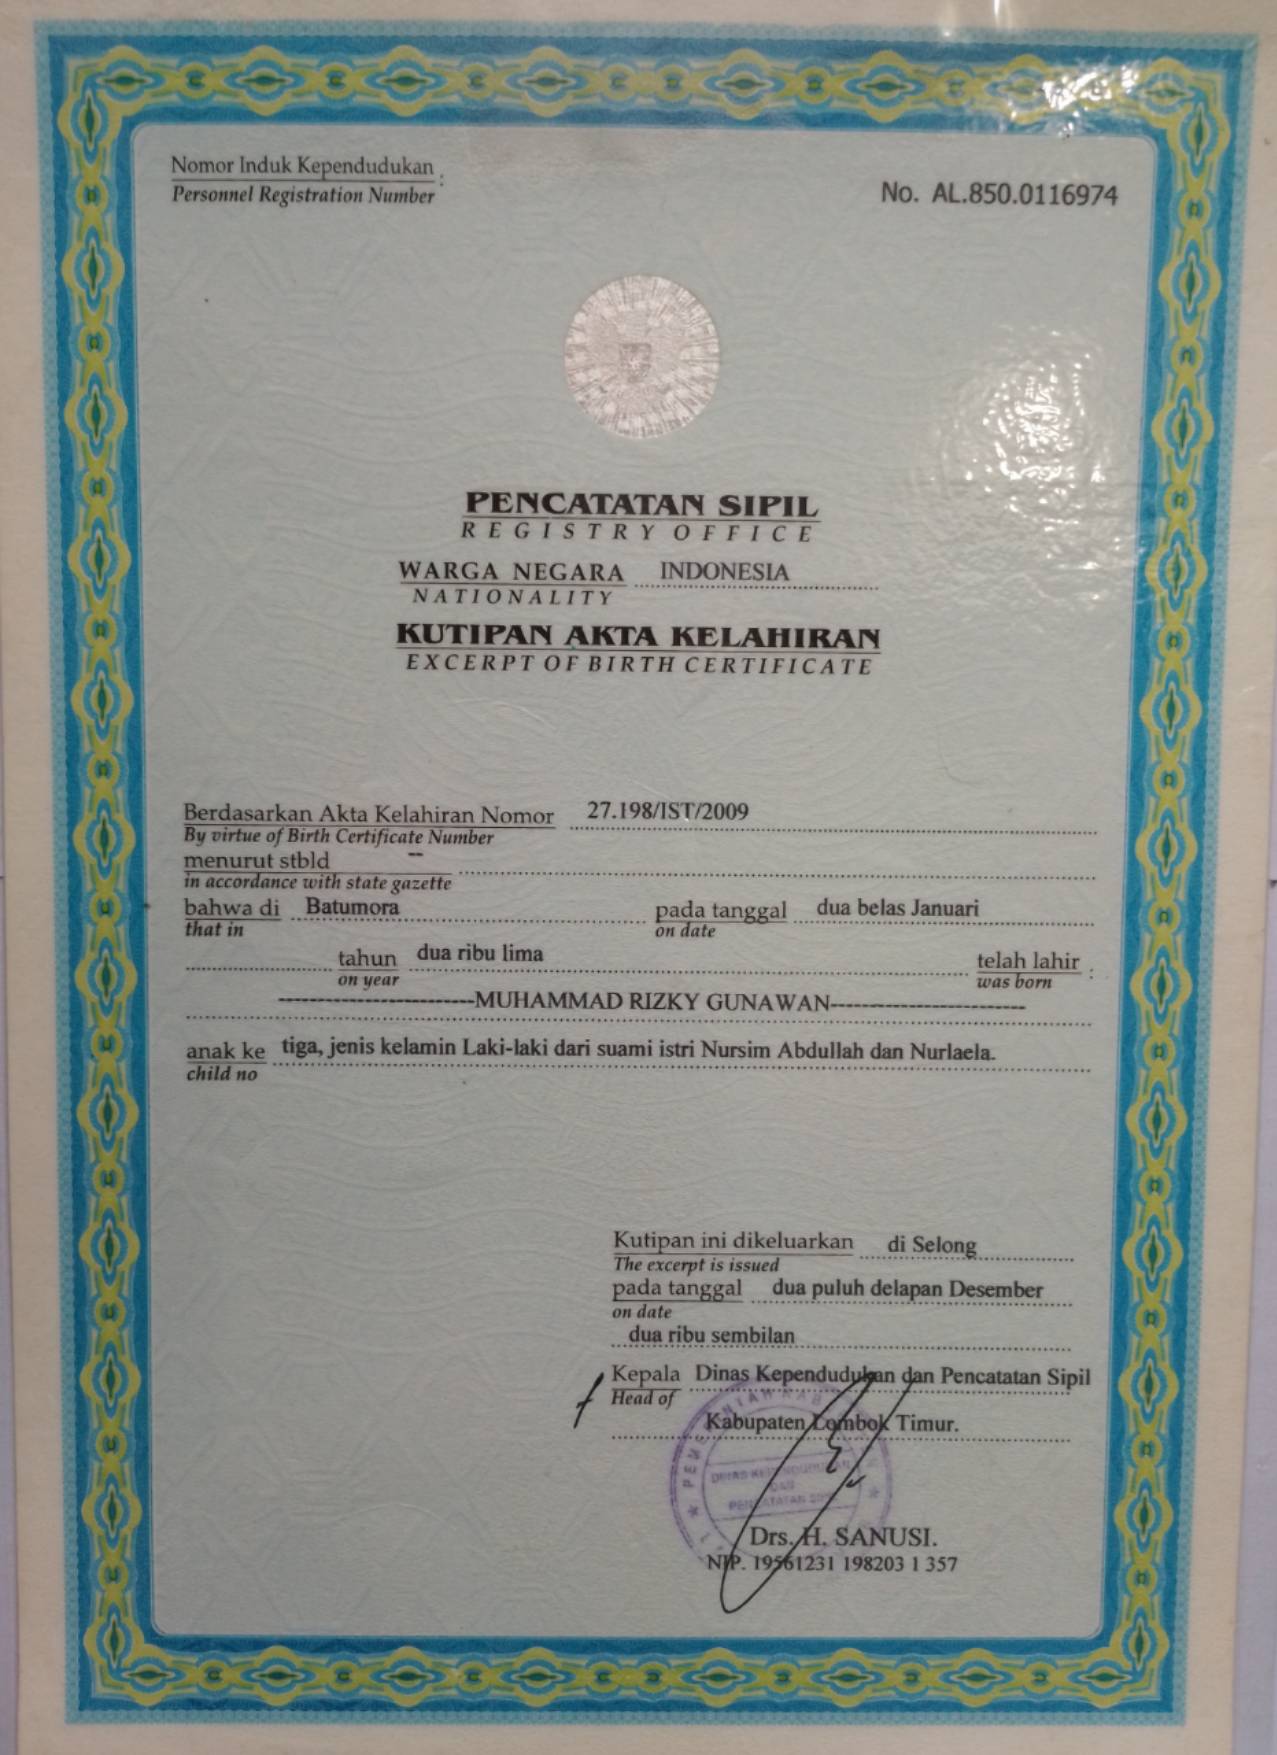 Nomor Induk Kependudukan :
Personnel Registration Number
No. AL.850.0116974
PENCATATAN SIPIL
REGISTRY OFFICE
WARGA NEGARA INDONESIA
NATIONALITY
KUTIPAN AKTA KELAHIRAN
EXCERPT OF BIRTH CERTIFICATE
Berdasarkan Akta Kelahiran Nomor 27.198/IST/2009
By virtue of Birth Certificate Number
menurut stbld --
in accordance with state gazette
bahwa di Batumora pada tanggal dua belas Januari
that in on date
tahun dua ribu lima telah lahir :
on year was born
MUHAMMAD RIZKY GUNAWAN
anak ke tiga, jenis kelamin Laki-laki dari suami istri Nursim Abdullah dan Nurlaela.
child no
Kutipan ini dikeluarkan di Selong
The excerpt is issued
pada tanggal dua puluh delapan Desember
on date
dua ribu sembilan
Kepala Dinas Kependudukan dan Pencatatan Sipil
Head of
Kabupaten Lombok Timur.
DINAS KEPENDUDUKAN
DAN
PENCATATAN SIPIL
Drs. H. SANUSI.
NIP. 19561231 198203 1 357